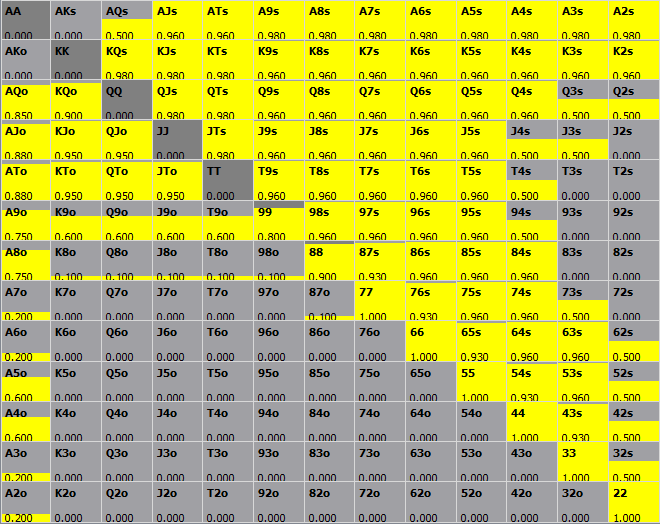 AA AKs AQs AJs ATs A9s A8s A7s A6s A5s A4s A3s A2s
0.000 0.000 0.500 0.960 0.960 0.980 0.980 0.980 0.980 0.980 0.980 0.980 0.980
AKo KK KQs KJs KTs K9s K8s K7s K6s K5s K4s K3s K2s
0.000 0.000 0.980 0.980 0.980 0.960 0.960 0.960 0.960 0.960 0.960 0.960 0.960
AQo KQo QQ QJs QTs Q9s Q8s Q7s Q6s Q5s Q4s Q3s Q2s
0.850 0.900 0.000 0.980 0.980 0.960 0.960 0.960 0.960 0.960 0.960 0.500 0.500
AJo KJo QJo JJ JTs J9s J8s J7s J6s J5s J4s J3s J2s
0.880 0.950 0.950 0.000 0.980 0.960 0.960 0.960 0.960 0.960 0.500 0.500 0.000
ATo KTo QTo JTo TT T9s T8s T7s T6s T5s T4s T3s T2s
0.880 0.950 0.950 0.950 0.000 0.960 0.960 0.960 0.960 0.960 0.500 0.000 0.000
A9o K9o Q9o J9o T9o 99 98s 97s 96s 95s 94s 93s 92s
0.750 0.600 0.600 0.600 0.600 0.800 0.960 0.960 0.960 0.960 0.500 0.000 0.000
A8o K8o Q8o J8o T8o 98o 88 87s 86s 85s 84s 83s 82s
0.750 0.100 0.100 0.100 0.100 0.100 0.900 0.930 0.960 0.960 0.960 0.000 0.000
A7o K7o Q7o J7o T7o 97o 87o 77 76s 75s 74s 73s 72s
0.200 0.000 0.000 0.000 0.000 0.000 0.100 1.000 0.930 0.960 0.960 0.500 0.000
A6o K6o Q6o J6o T6o 96o 86o 76o 66 65s 64s 63s 62s
0.200 0.000 0.000 0.000 0.000 0.000 0.000 0.000 1.000 0.930 0.960 0.960 0.500
A5o K5o Q5o J5o T5o 95o 85o 75o 65o 55 54s 53s 52s
0.600 0.000 0.000 0.000 0.000 0.000 0.000 0.000 0.000 1.000 0.930 0.960 0.500
A4o K4o Q4o J4o T4o 94o 84o 74o 64o 54o 44 43s 42s
0.600 0.000 0.000 0.000 0.000 0.000 0.000 0.000 0.000 0.000 1.000 0.930 0.500
A3o K3o Q3o J3o T3o 93o 83o 73o 63o 53o 43o 33 32s
0.200 0.000 0.000 0.000 0.000 0.000 0.000 0.000 0.000 0.000 0.000 1.000 0.500
A2o K2o Q2o J2o T2o 92o 82o 72o 62o 52o 42o 32o 22
0.200 0.000 0.000 0.000 0.000 0.000 0.000 0.000 0.000 0.000 0.000 0.000 1.000